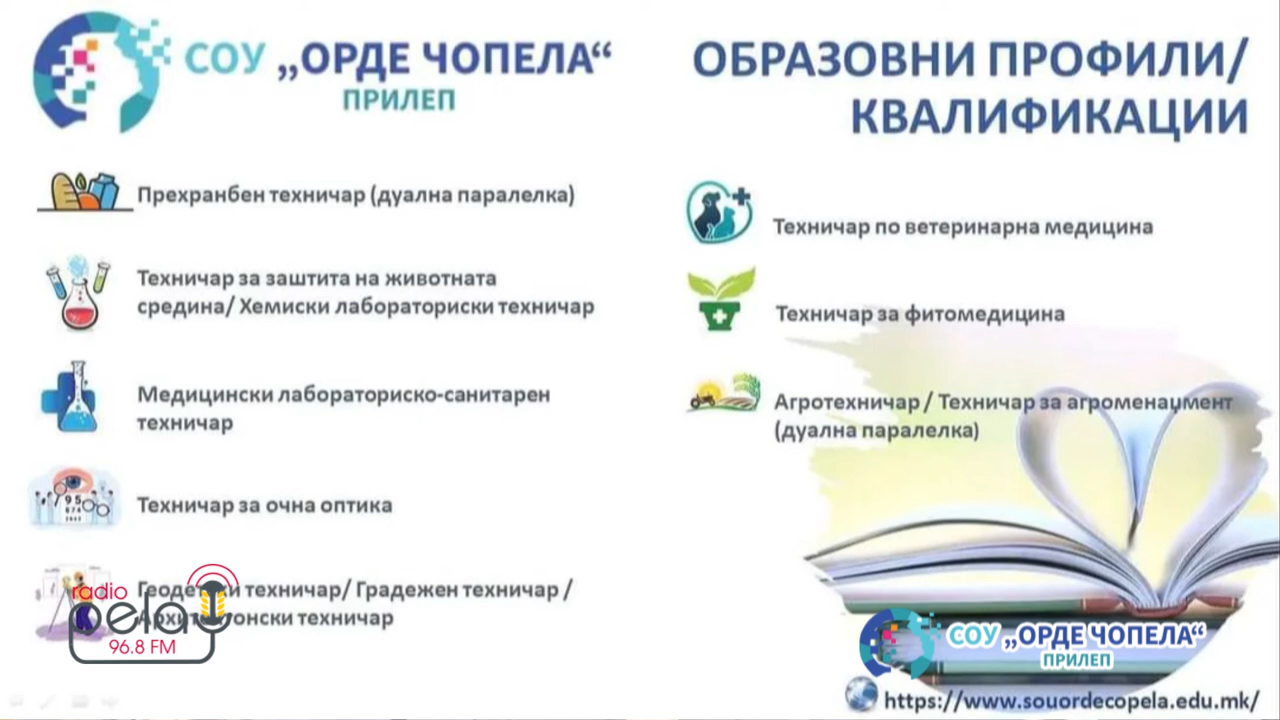 СОУ „ОРДЕ ЧОПЕЛА“
ПРИЛЕП
ОБРАЗОВНИ ПРОФИЛИ/
КВАЛИФИКАЦИИ
Прехранбен техничар (дуална паралелка)
Техничар за заштита на животната
средина/ Хемиски лабораториски техничар
Медицински лабораториско-санитарен
техничар
Техничар за очна оптика
Геодетски техничар/ Градежен техничар /
Архитектонски техничар
Техничар по ветеринарна медицина
Техничар за фитомедицина
Агротехничар / Техничар за агроменаџмент
(дуална паралелка)
radio
pela
96.8 FM
СОУ „ОРДЕ ЧОПЕЛА“
ПРИЛЕП
https://www.souordecopela.edu.mk/